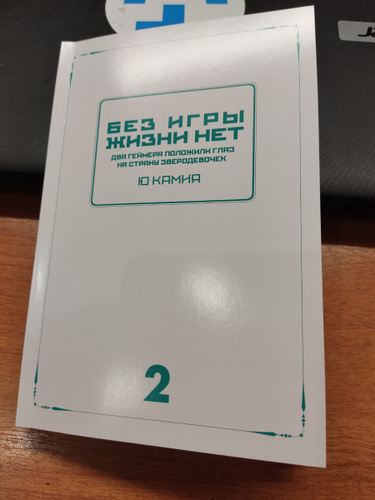 БЕЗ ИГРЫ
ЖИЗНИ НЕТ
ДВА ГЕЙМЕРА ПОЛОЖИЛИ ГЛАЗ
НА СТРАНУ ЗВЕРОДЕВОЧЕК
Ю КАМИЯ
2